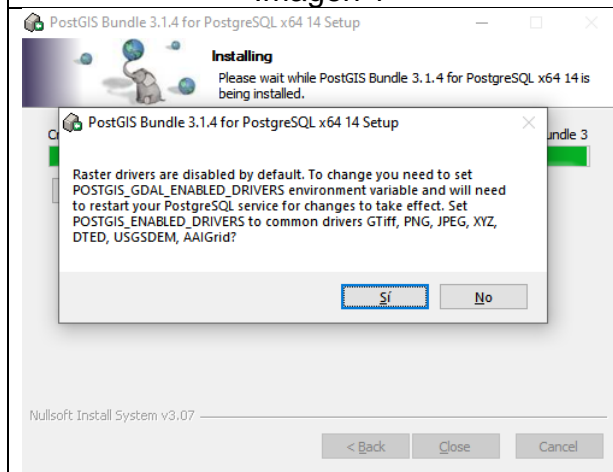 PostGIS Bundle 3.1.4 for PostgreSQL x64 14 Setup
Installing
Please wait while PostGIS Bundle 3.1.4 for PostgreSQL x64 14 is
being installed.
PostGIS Bundle 3.1.4 for PostgreSQL x64 14 Setup
undle 3
Raster drivers are disabled by default. To change you need to set
POSTGIS_GDAL_ENABLED_DRIVERS environment variable and will need
to restart your PostgreSQL service for changes to take effect. Set
POSTGIS_ENABLED_DRIVERS to common drivers GTiff, PNG, JPEG, XYZ,
DTED, USGSDEM, AAIGrid?
Sí No
Nullsoft Install System v3.07
< Back Close Cancel